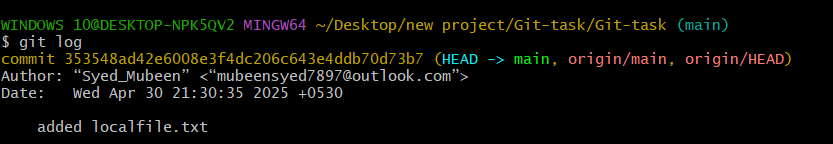 WINDOWS 10@DESKTOP-NPK5QV2 MINGW64 ~/Desktop/new project/Git-task/Git-task (main)
$ git log
commit 353548ad42e6008e3f4dc206c643e4ddb70d73b7 (HEAD -> main, origin/main, origin/HEAD)
Author: “Syed_Mubeen” <“mubeensyed7897@outlook.com”>
Date:   Wed Apr 30 21:30:35 2025 +0530
    added localfile.txt